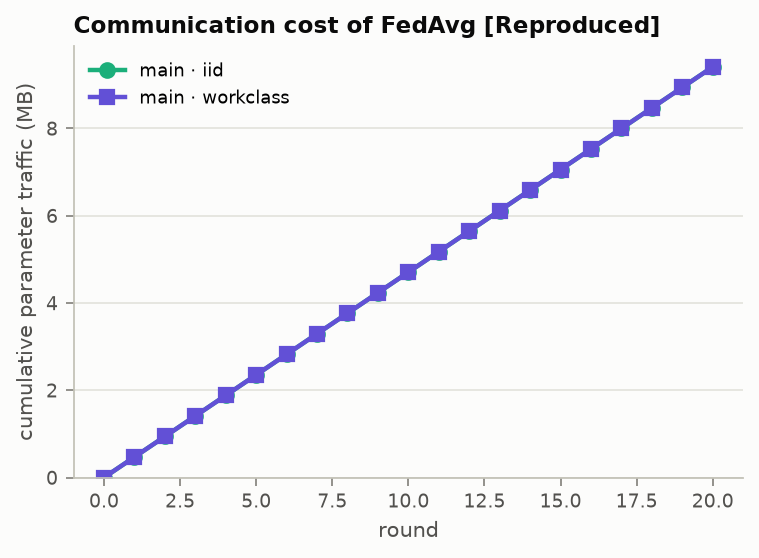 Communication cost of FedAvg [Reproduced]
main · iid
main · workclass
cumulative parameter traffic (MB)
8
6
4
2
0
0.0 2.5 5.0 7.5 10.0 12.5 15.0 17.5 20.0
round